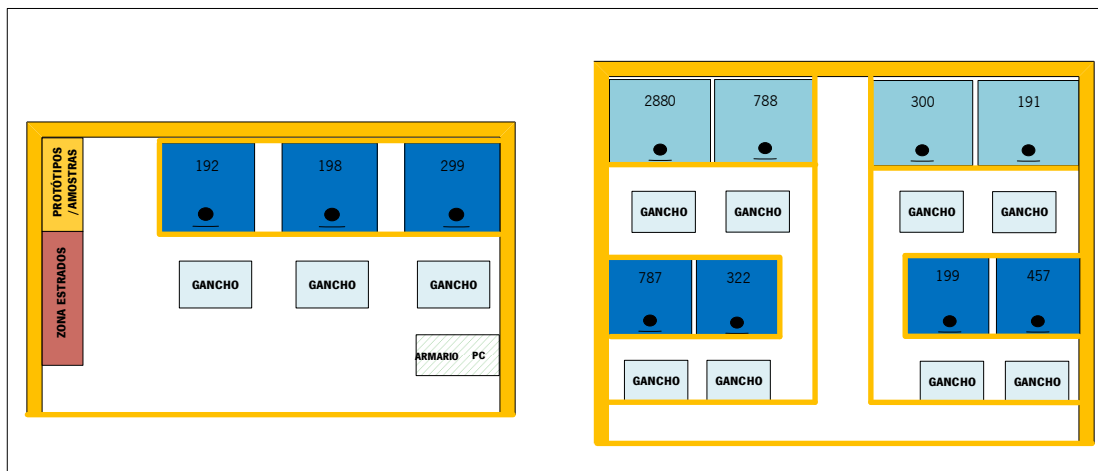 PROTÓTIPOS
/AMOSTRAS
ZONA ESTRADOS
192
198
299
GANCHO
GANCHO
GANCHO
ARMARIO PC
2880
788
300
191
GANCHO
GANCHO
GANCHO
GANCHO
787
322
199
457
GANCHO
GANCHO
GANCHO
GANCHO